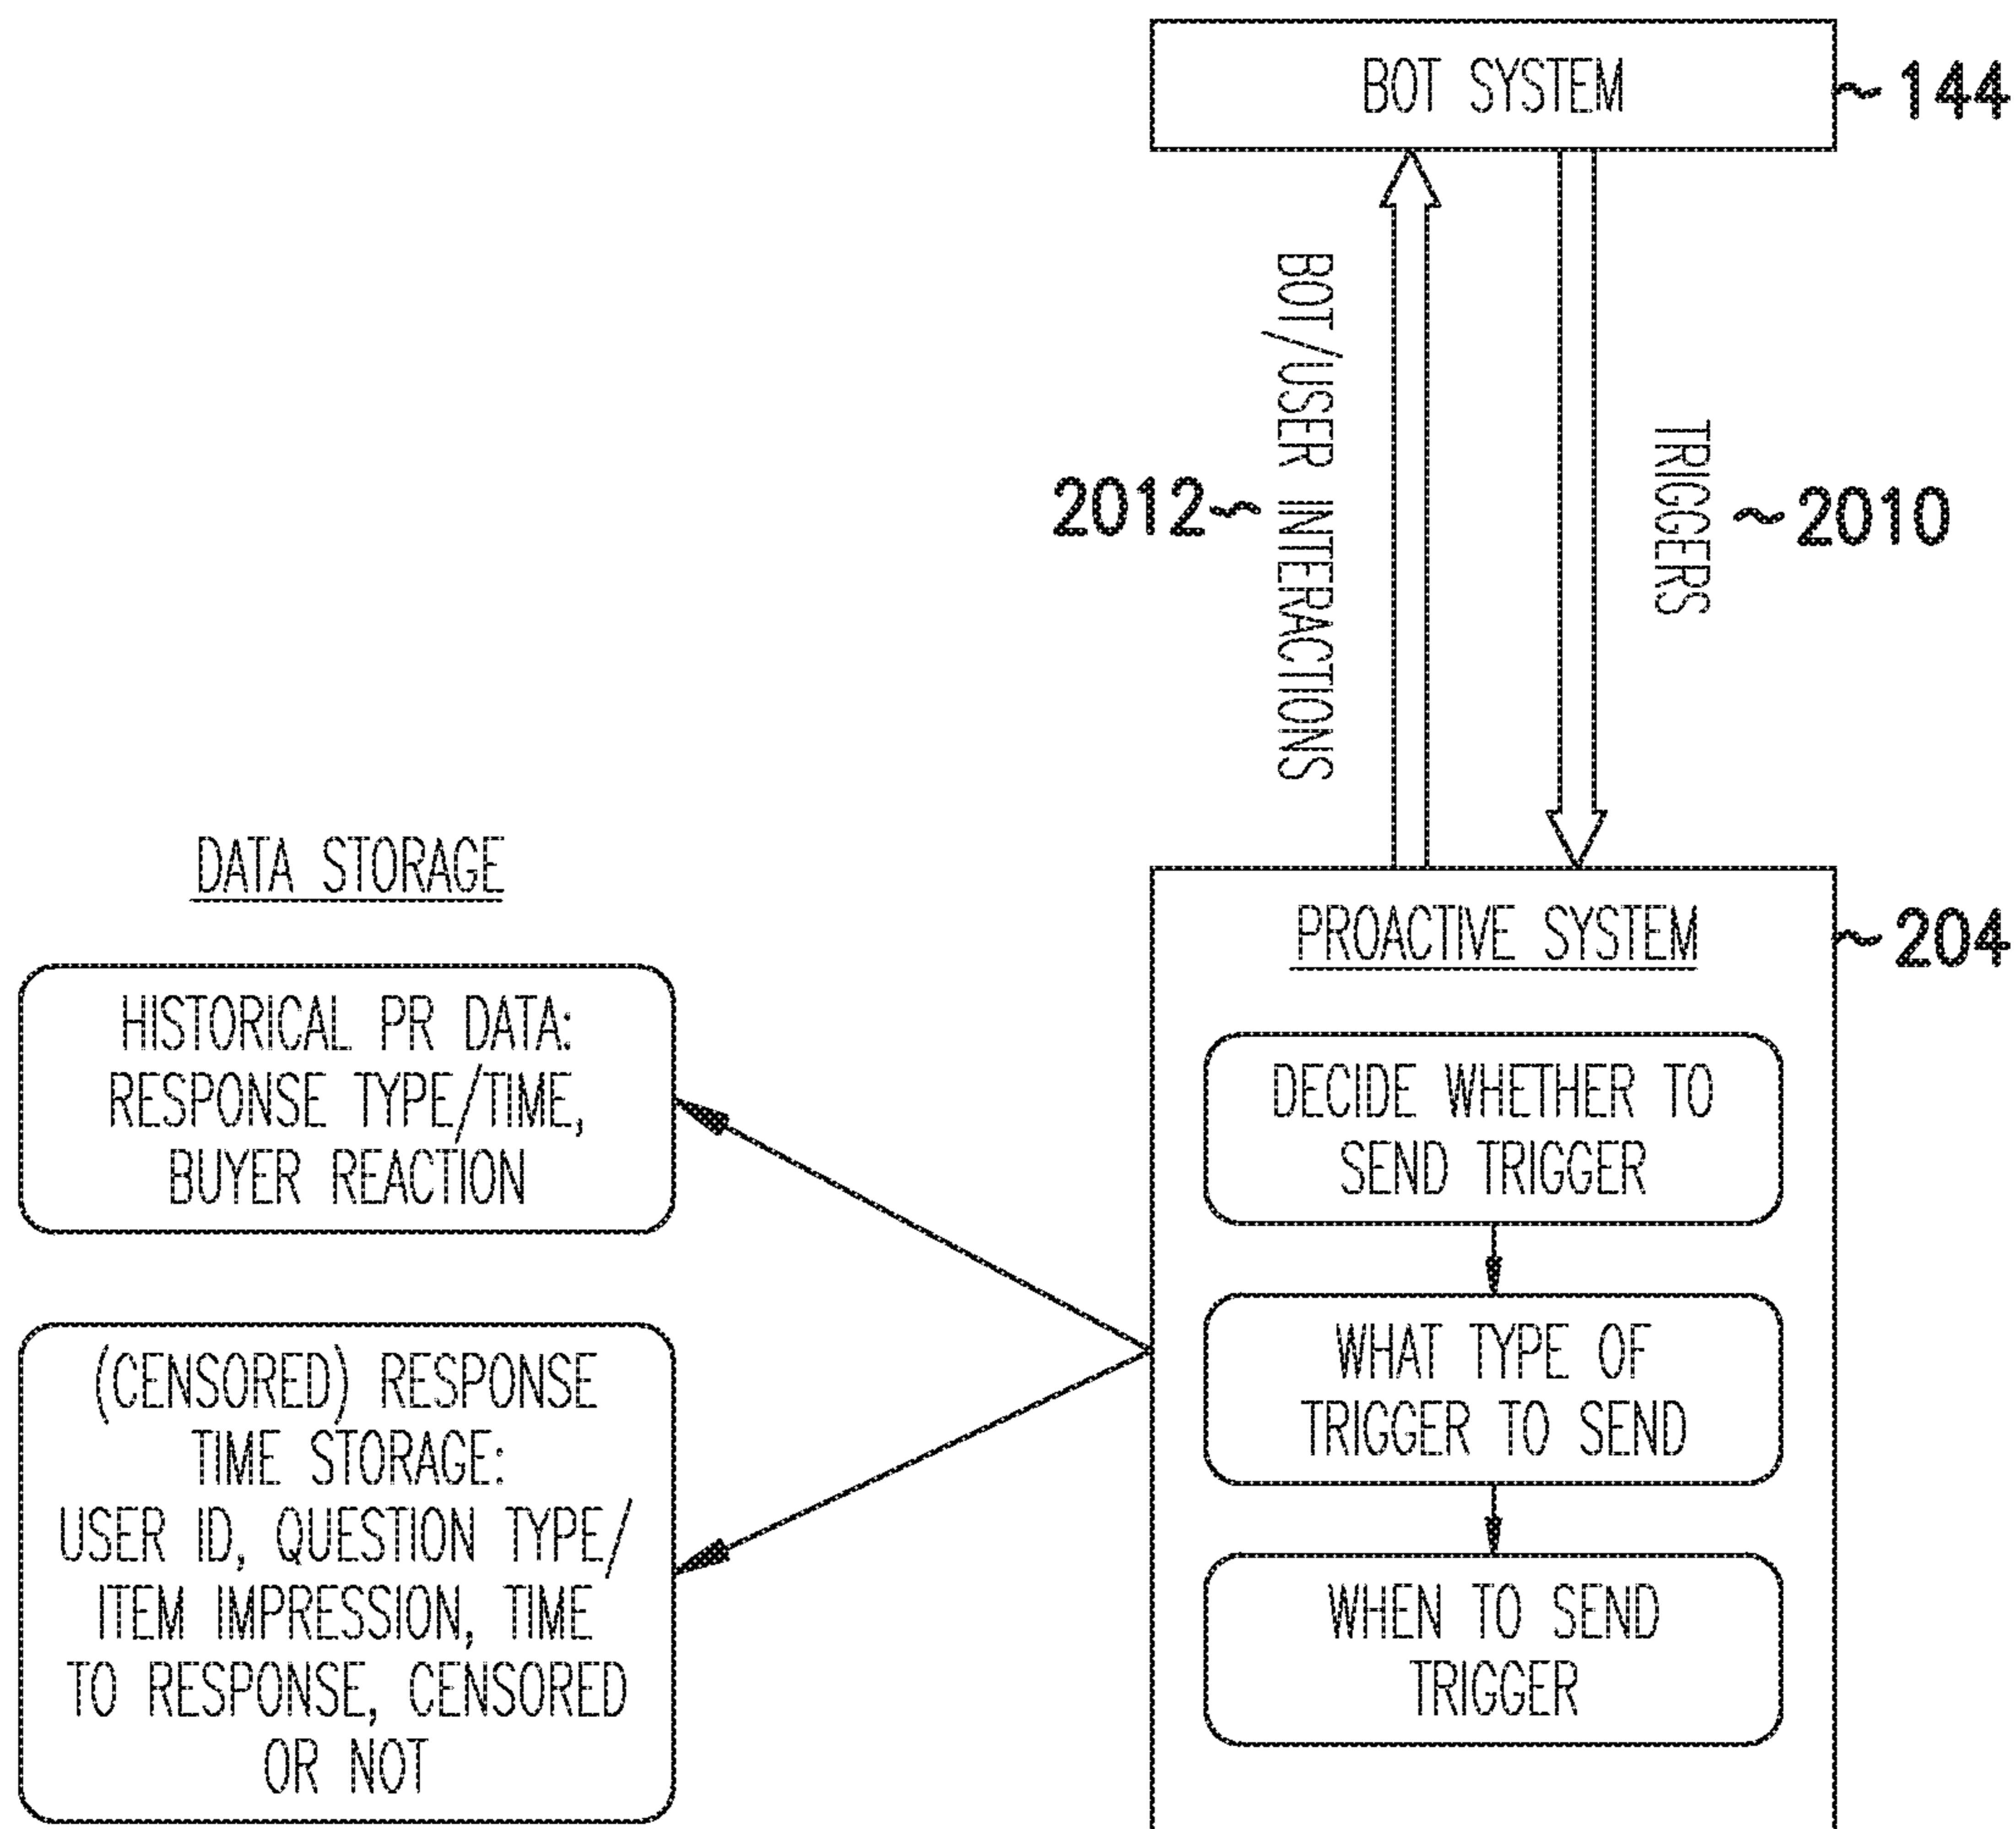 BOT SYSTEM
~ 144
BOT/USER INTERACTIONS
2012 ~
TRIGGERS
~ 2010
DATA STORAGE
HISTORICAL PR DATA:
RESPONSE TYPE/TIME,
BUYER REACTION
(CENSORED) RESPONSE
TIME STORAGE:
USER ID, QUESTION TYPE/
ITEM IMPRESSION, TIME
TO RESPONSE, CENSORED
OR NOT
PROACTIVE SYSTEM
~ 204
DECIDE WHETHER TO
SEND TRIGGER
WHAT TYPE OF
TRIGGER TO SEND
WHEN TO SEND
TRIGGER